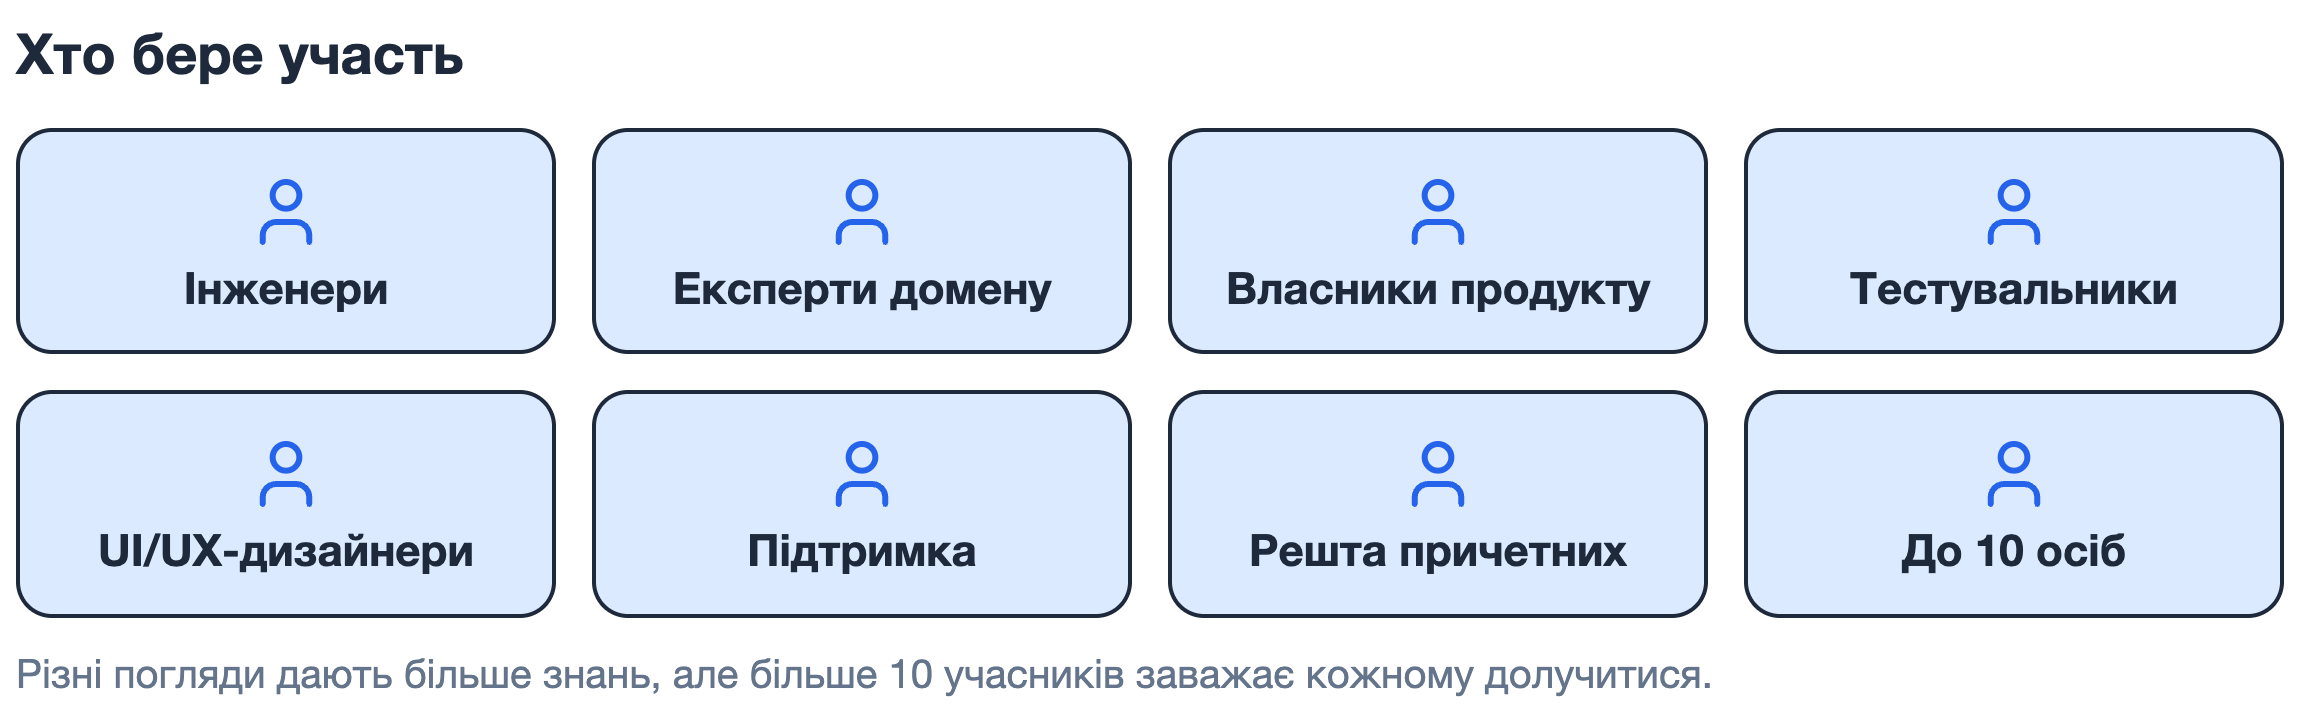 Хто бере участь
Інженери
Експерти домену
Власники продукту
Тестувальники
UI/UX-дизайнери
Підтримка
Решта причетних
До 10 осіб
Різні погляди дають більше знань, але більше 10 учасників заважає кожному долучитися.